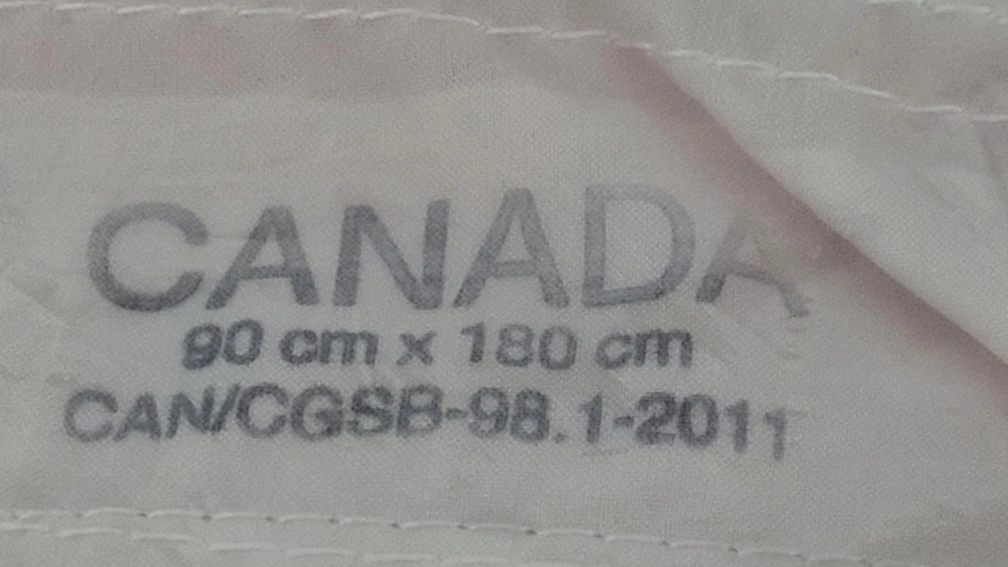 CANADA
90 cm x 180 cm
CAN/CGSB-98.1-2011